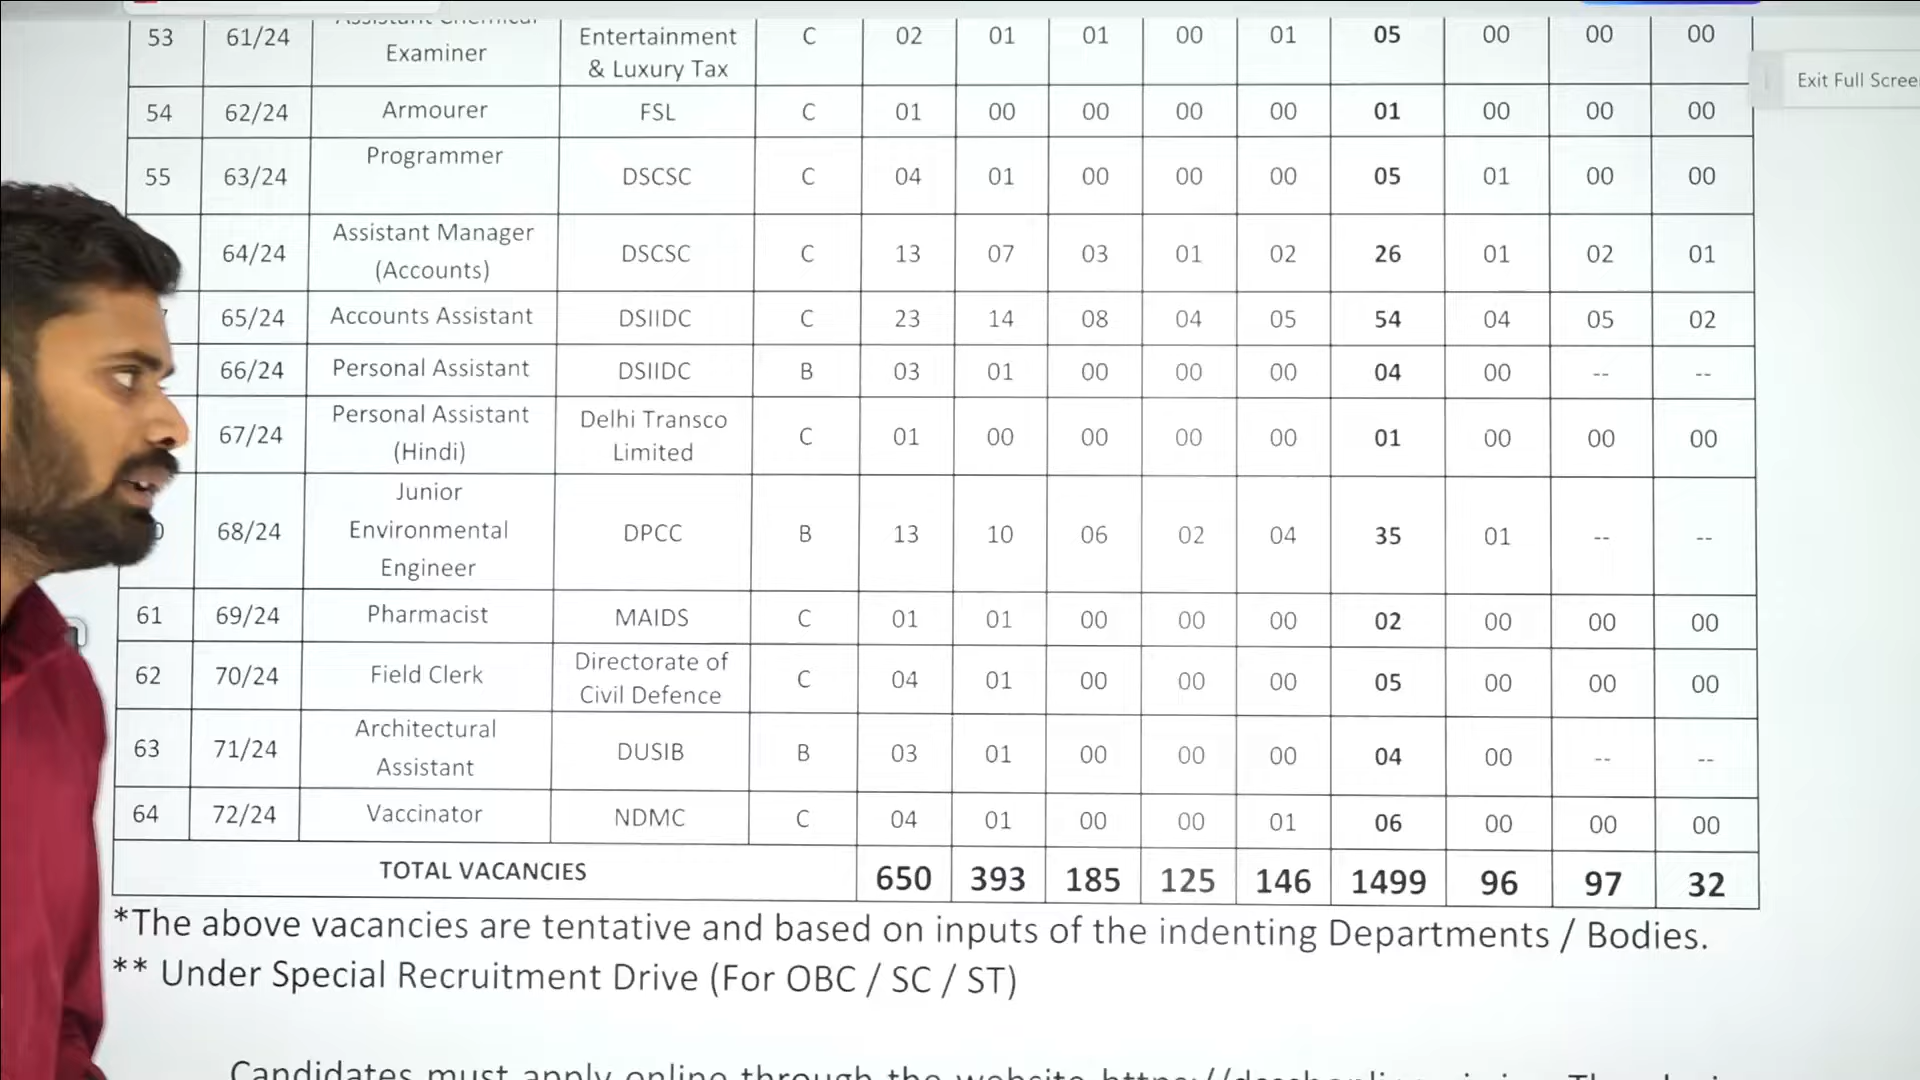 Exit Full Scree
53 61/24 Assistant Chemical Examiner Entertainment & Luxury Tax C 02 01 01 00 01 05 00 00 00
54 62/24 Armourer FSL C 01 00 00 00 00 01 00 00 00
55 63/24 Programmer DSCSC C 04 01 00 00 00 05 01 00 00
64/24 Assistant Manager (Accounts) DSCSC C 13 07 03 01 02 26 01 02 01
65/24 Accounts Assistant DSIIDC C 23 14 08 04 05 54 04 05 02
66/24 Personal Assistant DSIIDC B 03 01 00 00 00 04 00 -- --
67/24 Personal Assistant (Hindi) Delhi Transco Limited C 01 00 00 00 00 01 00 00 00
0 68/24 Junior Environmental Engineer DPCC B 13 10 06 02 04 35 01 -- --
61 69/24 Pharmacist MAIDS C 01 01 00 00 00 02 00 00 00
62 70/24 Field Clerk Directorate of Civil Defence C 04 01 00 00 00 05 00 00 00
63 71/24 Architectural Assistant DUSIB B 03 01 00 00 00 04 00 -- --
64 72/24 Vaccinator NDMC C 04 01 00 00 01 06 00 00 00
TOTAL VACANCIES 650 393 185 125 146 1499 96 97 32
*The above vacancies are tentative and based on inputs of the indenting Departments / Bodies.
** Under Special Recruitment Drive (For OBC / SC / ST)
Candidates must apply online through the website